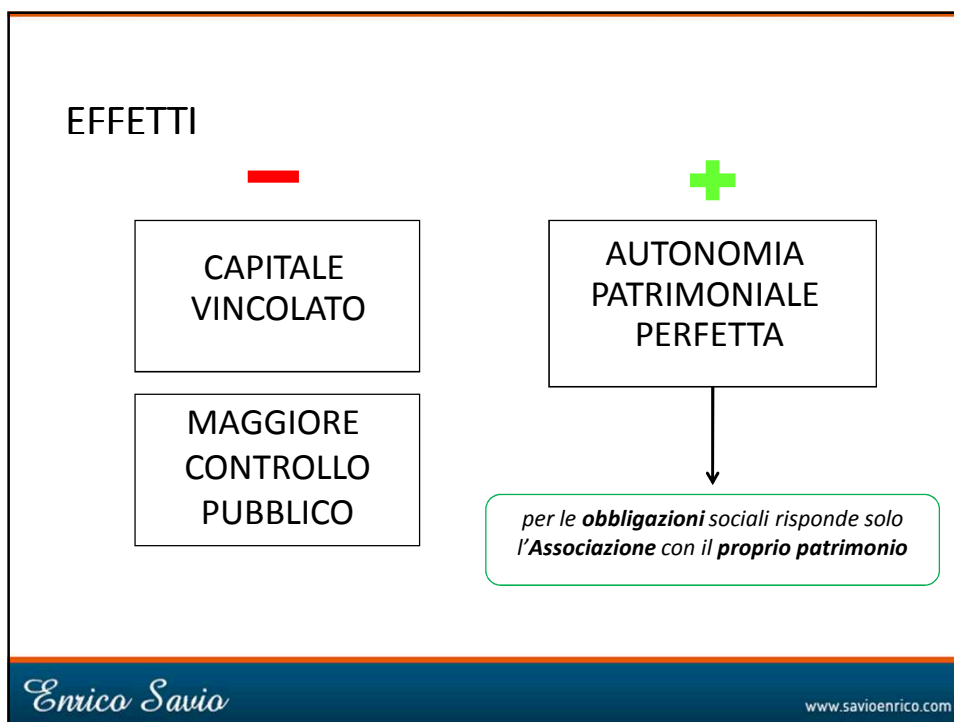 EFFETTI
CAPITALE
VINCOLATO
MAGGIORE
CONTROLLO
PUBBLICO
AUTONOMIA
PATRIMONIALE
PERFETTA
per le obbligazioni sociali risponde solo
l’Associazione con il proprio patrimonio
Enrico Savio
www.savioenrico.com